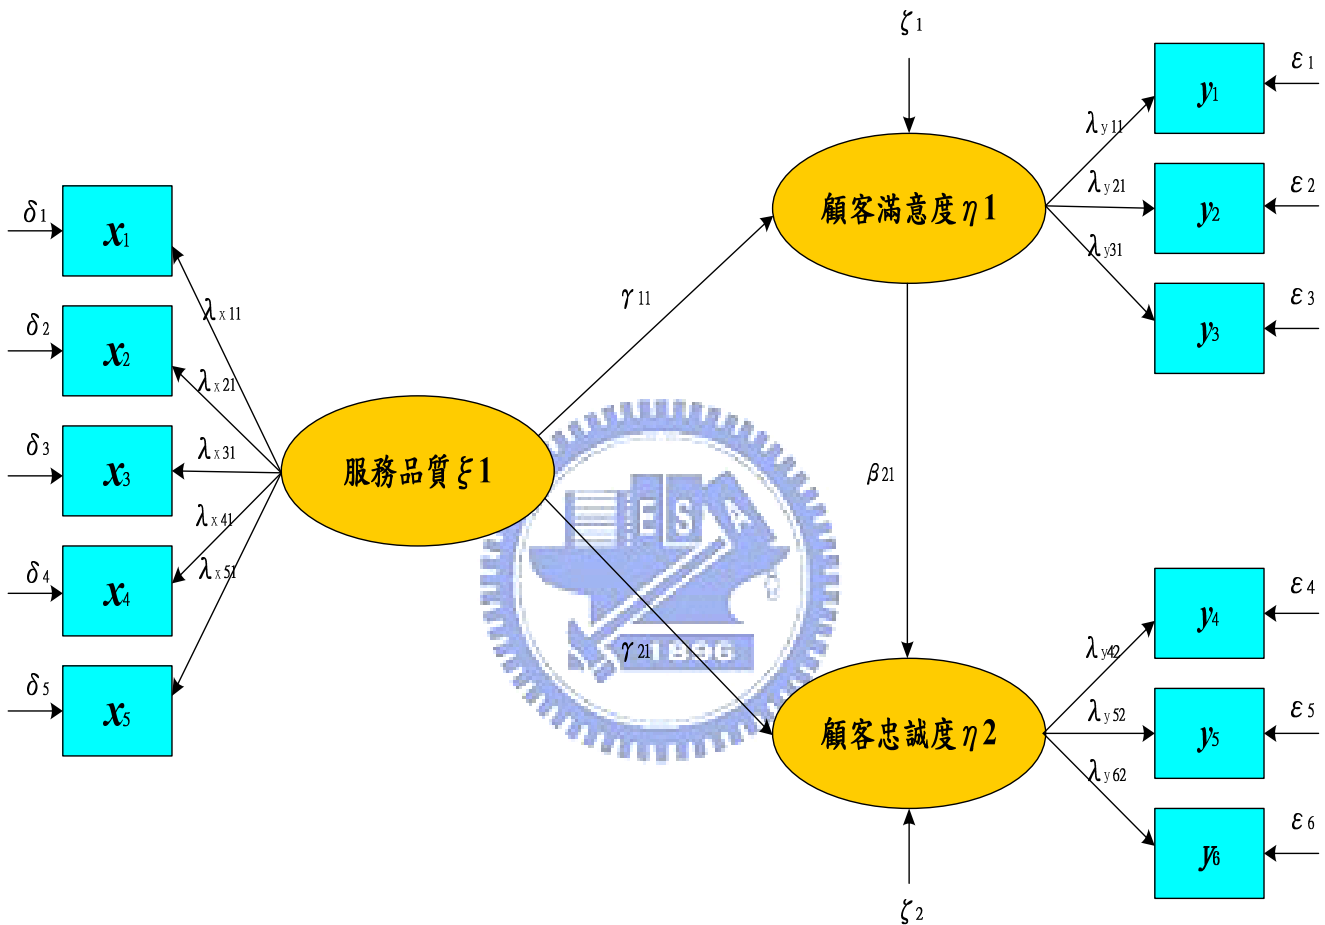 ζ1
ε1
y1
λy11
ε2
λy21
y2
顧客滿意度η1
δ1
x1
λy31
ε3
y3
γ11
λx11
δ2
x2
λx21
δ3
λx31
x3
服務品質ξ1
β21
E S A
λx41
δ4
λx51
x4
ε4
y4
γ21
1896
λy42
δ5
x5
λy52
ε5
y5
顧客忠誠度η2
λy62
ε6
y6
ζ2